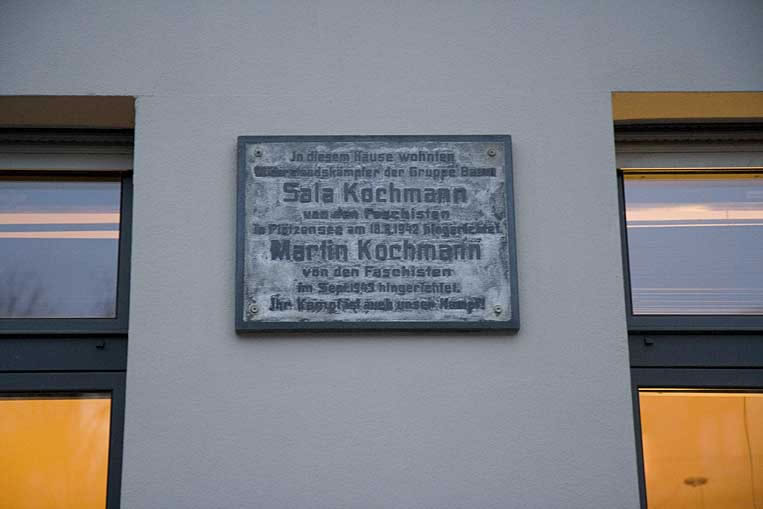 In diesem Hause wohnten
Widerstandskämpfer der Gruppe Baum
Sala Kochmann
von den Faschisten
in Plötzensee am 18.8.1942 hingerichtet.
Martin Kochmann
von den Faschisten
im Sept.1943 hingerichtet.
Ihr Kampf ist auch unser Kampf!